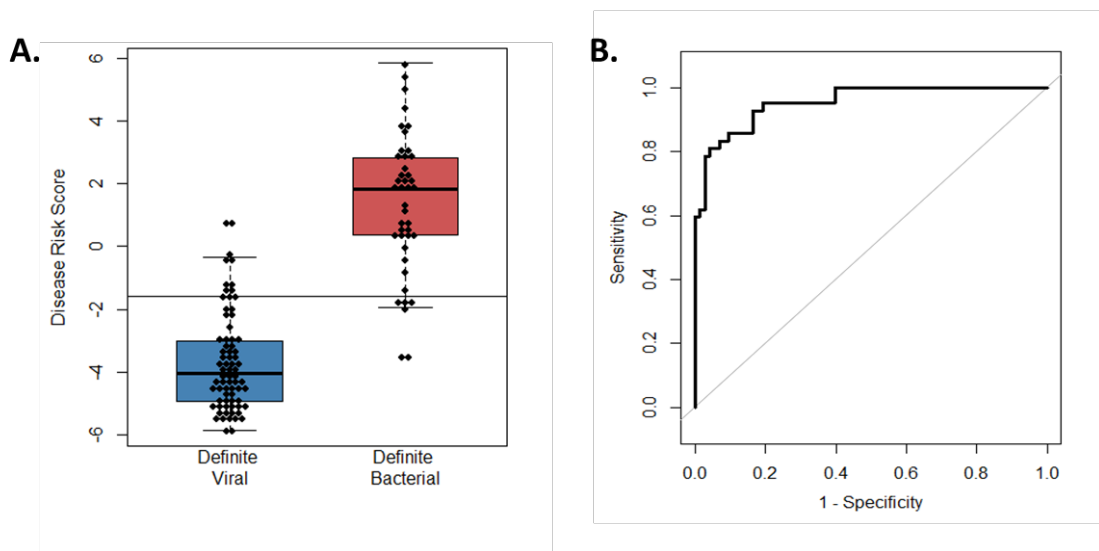 A.
Disease Risk Score
6
4
2
0
-2
-4
-6
Definite
Viral
Definite
Bacterial
B.
Sensitivity
1.0
0.8
0.6
0.4
0.2
0.0
0.0 0.2 0.4 0.6 0.8 1.0
1 - Specificity